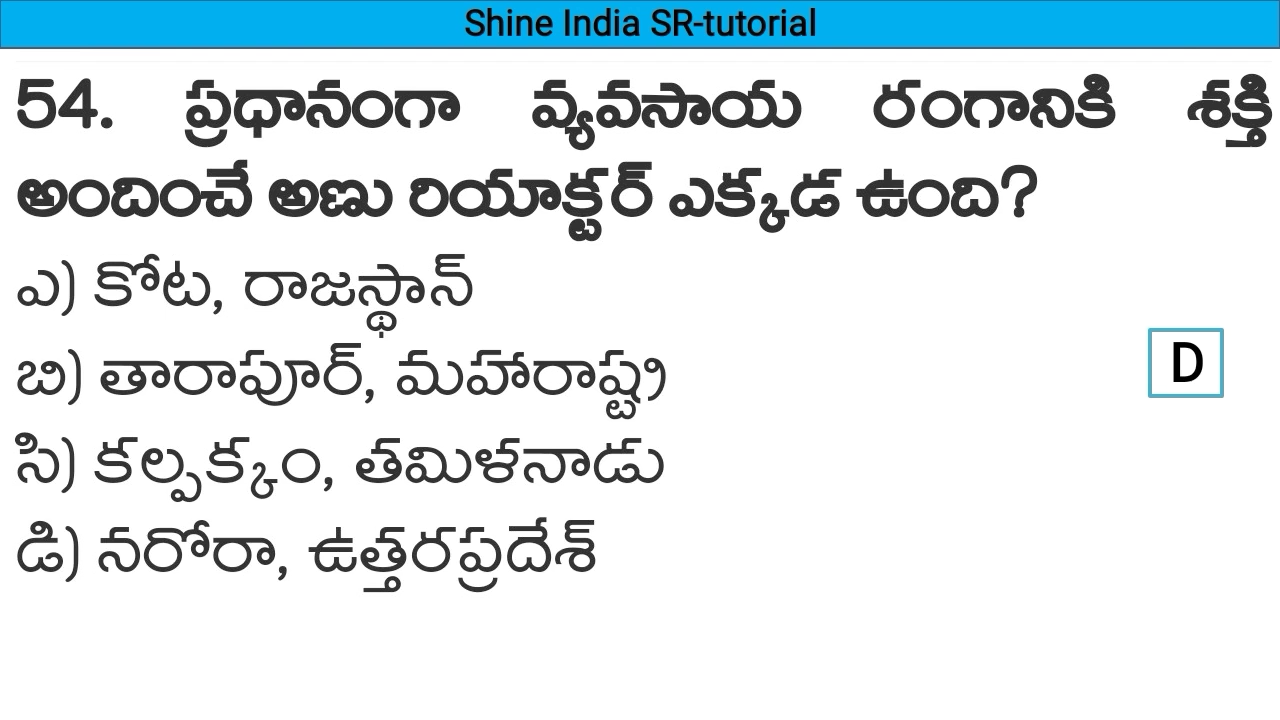 Shine India SR-tutorial
54. ప్రధానంగా వ్యవసాయ రంగానికి శక్తి
అందించే అణు రియాక్టర్ ఎక్కడ ఉంది?
ఎ) కోట, రాజస్థాన్
బి) తారాపూర్, మహారాష్ట్ర
D
సి) కల్పక్కం, తమిళనాడు
డి) నరోరా, ఉత్తరప్రదేశ్